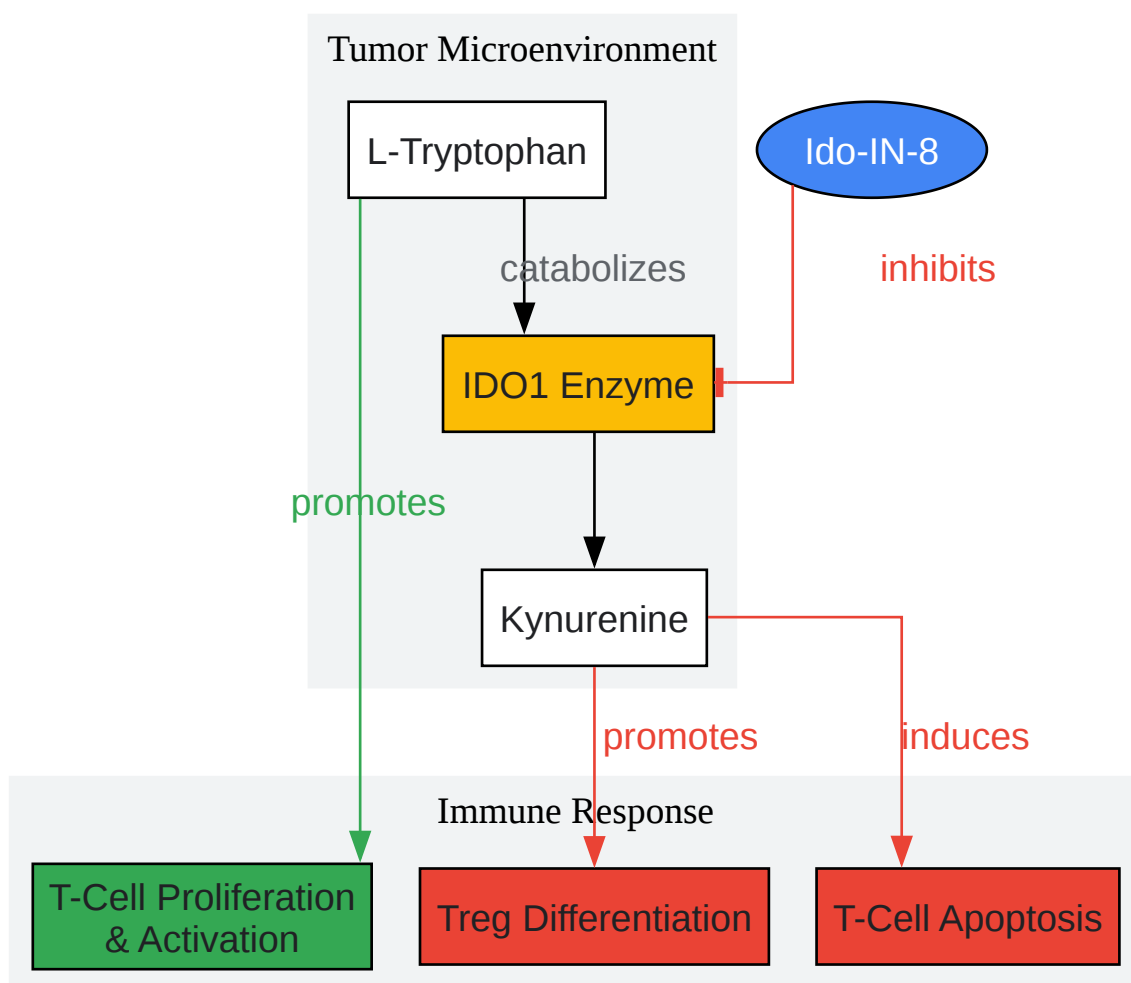 Tumor Microenvironment
L-Tryptophan
Ido-IN-8
catabolizes
inhibits
IDO1 Enzyme
promotes
Kynurenine
promotes
induces
Immune Response
T-Cell Proliferation
& Activation
Treg Differentiation
T-Cell Apoptosis